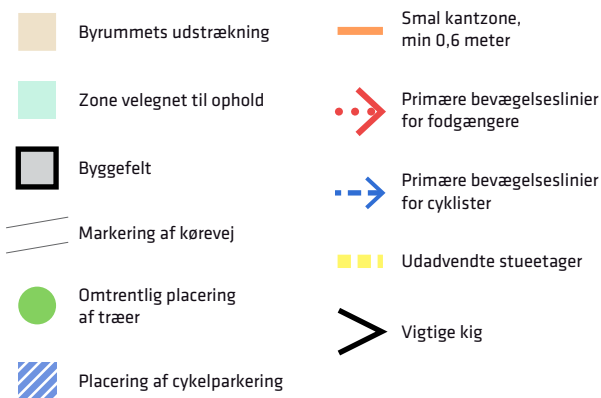 Byrummets udstrækning
Zone velegnet til ophold
Byggefelt
Markering af kørevej
Omtrentlig placering
af træer
Placering af cykelparkering
Smal kantzone,
min 0,6 meter
Primære bevægelseslinier
for fodgængere
Primære bevægelseslinier
for cyklister
Udadvendte stueetager
Vigtige kig